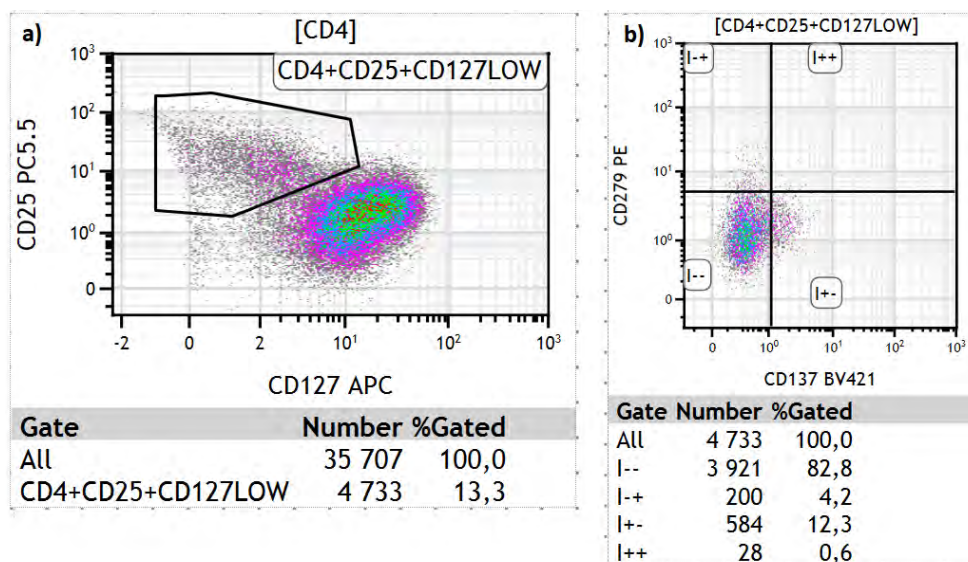 a)
[CD4]
CD4+CD25+CD127LOW
10³
10²
10¹
10⁰
0
CD25 PC5.5
-2
0
2
10¹
10²
10³
CD127 APC
Gate Number %Gated
All 35 707 100,0
CD4+CD25+CD127LOW 4 733 13,3
b)
[CD4+CD25+CD127LOW]
I-+
I++
10³
10²
10¹
10⁰
0
CD279 PE
I--
I+-
0
10⁰
10¹
10²
10³
CD137 BV421
Gate Number %Gated
All 4 733 100,0
I-- 3 921 82,8
I-+ 200 4,2
I+- 584 12,3
I++ 28 0,6